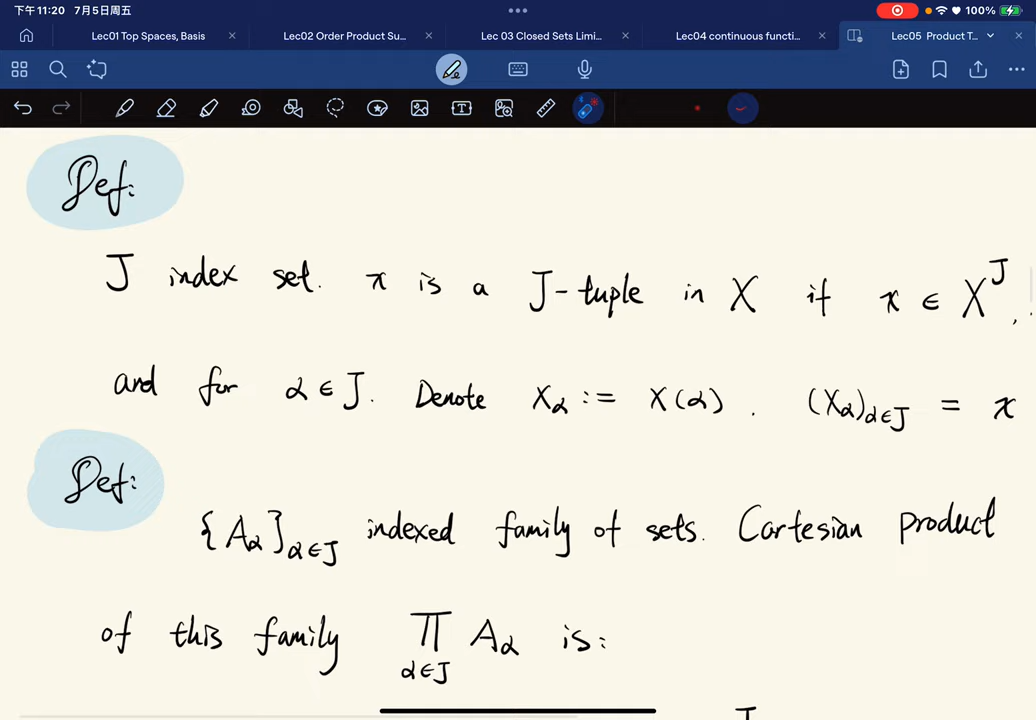 下午11:20 7月5日周五
100%
Lec01 Top Spaces, Basis
Lec02 Order Product Su...
Lec 03 Closed Sets Limi...
Lec04 continuous functi...
Lec05 Product T...
Def:
J index set. x is a J-tuple in X if x ∈ X^J,
and for α ∈ J. Denote X_α := X(α). (X_α)_{α∈J} = x
Def:
{A_α}_{α∈J} indexed family of sets. Cartesian product
of this family ∏_{α∈J} A_α is:
J